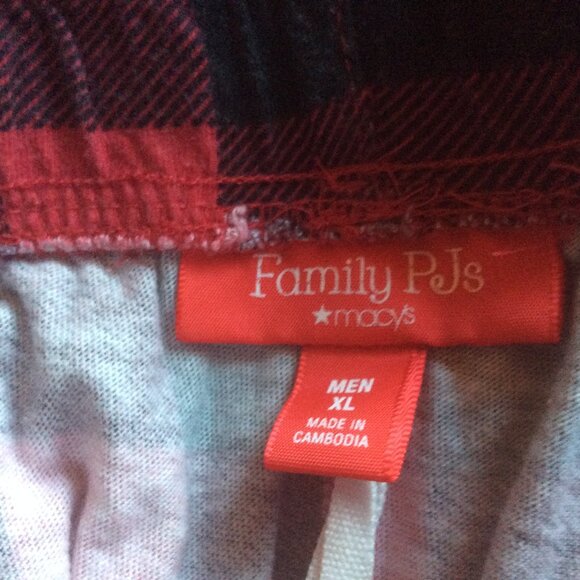 Family PJs
★macy's
MEN
XL
MADE IN
CAMBODIA